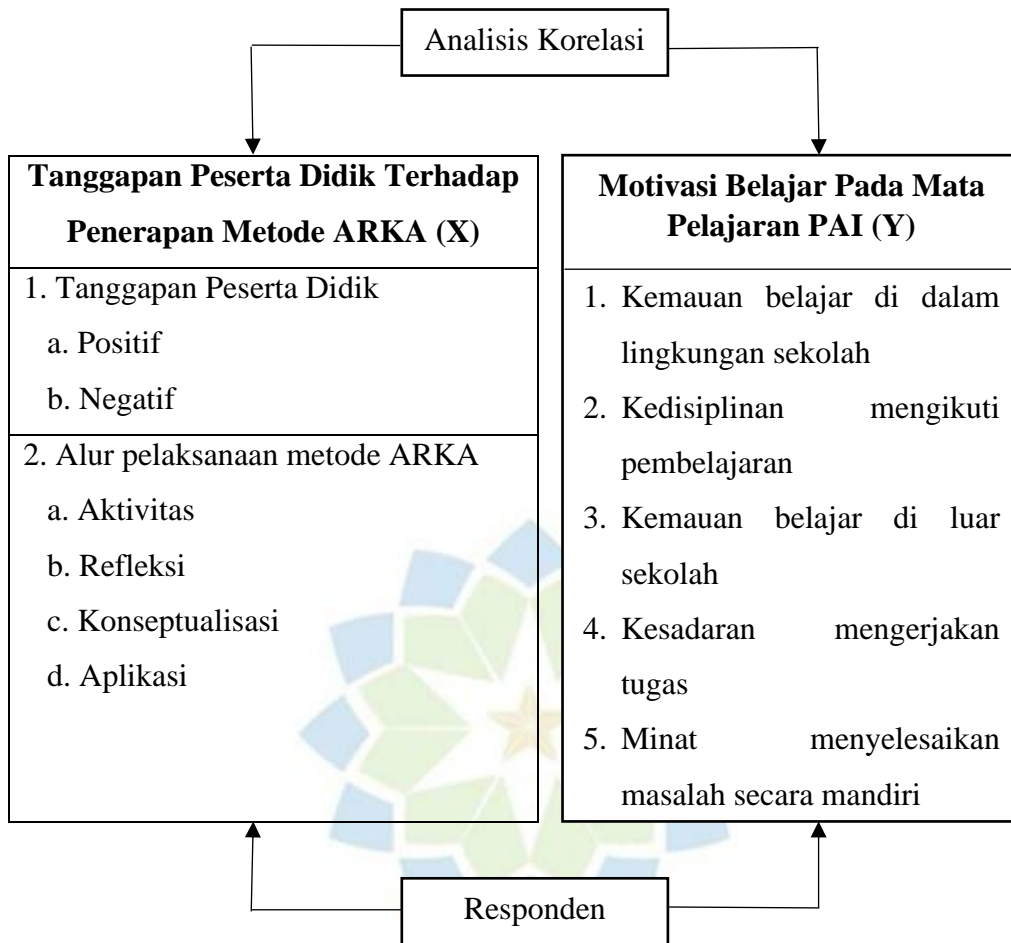 Analisis Korelasi
Tanggapan Peserta Didik Terhadap
Penerapan Metode ARKA (X)
1. Tanggapan Peserta Didik
a. Positif
b. Negatif
2. Alur pelaksanaan metode ARKA
a. Aktivitas
b. Refleksi
c. Konseptualisasi
d. Aplikasi
Motivasi Belajar Pada Mata
Pelajaran PAI (Y)
1. Kemauan belajar di dalam
lingkungan sekolah
2. Kedisiplinan mengikuti
pembelajaran
3. Kemauan belajar di luar
sekolah
4. Kesadaran mengerjakan
tugas
5. Minat menyelesaikan
masalah secara mandiri
Responden